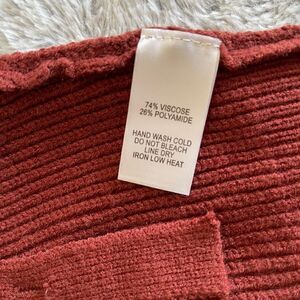 74% VISCOSE
26% POLYAMIDE
HAND WASH COLD
DO NOT BLEACH
LINE DRY
IRON LOW HEAT